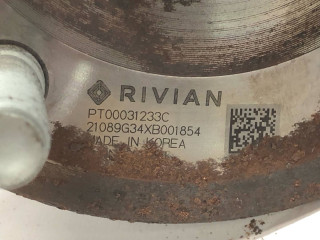 RIVIAN
PT00031233C
21089G34XB001854
MADE IN KOREA